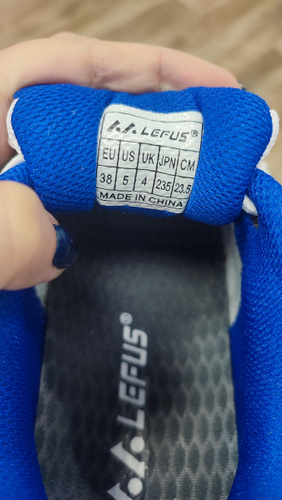 LEFUS®
EU US UK JPN CM
38 5 4 235 23.5
MADE IN CHINA
LEFUS®